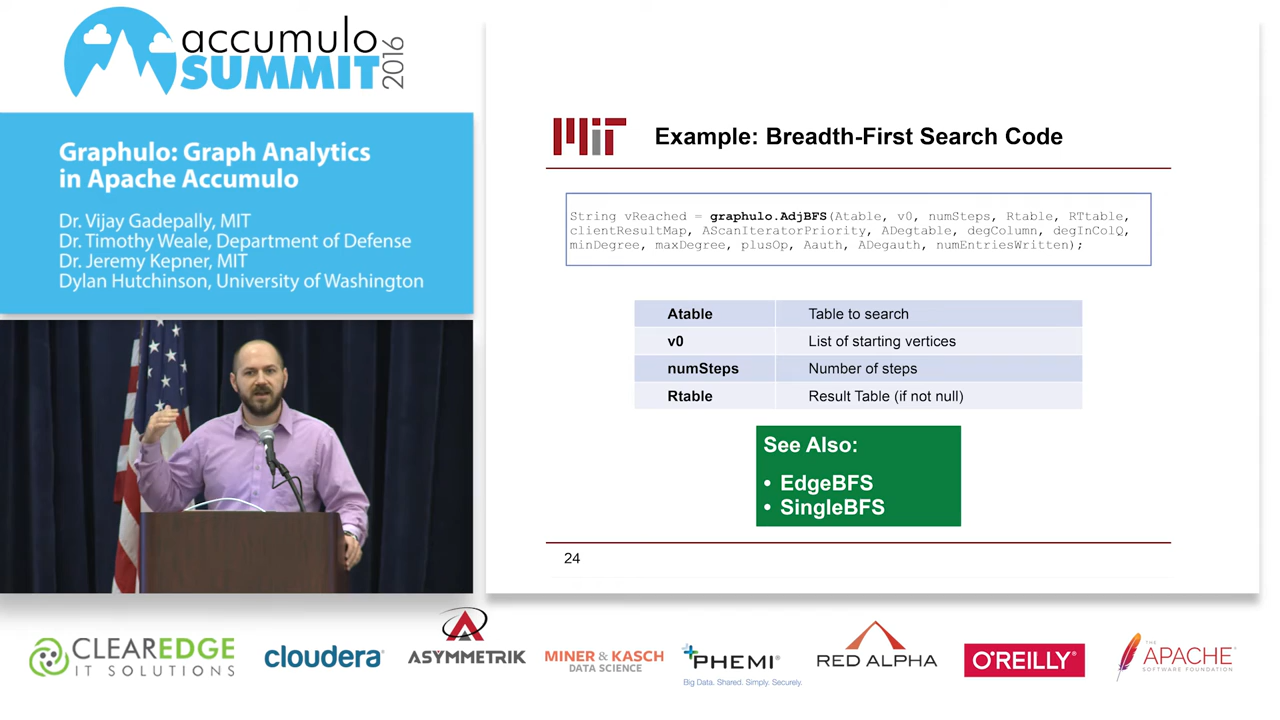 accumulo
SUMMIT
2016
Graphulo: Graph Analytics
in Apache Accumulo
Dr. Vijay Gadepally, MIT
Dr. Timothy Weale, Department of Defense
Dr. Jeremy Kepner, MIT
Dylan Hutchinson, University of Washington
MIT
Example: Breadth-First Search Code
String vReached = graphulo.AdjBFS(Atable, v0, numSteps, Rtable, RTtable,
clientResultMap, AScanIteratorPriority, ADegtable, degColumn, degInColQ,
minDegree, maxDegree, plusOp, Aauth, ADegauth, numEntriesWritten);
Atable Table to search
v0 List of starting vertices
numSteps Number of steps
Rtable Result Table (if not null)
See Also:
• EdgeBFS
• SingleBFS
24
CLEAREDGE
IT SOLUTIONS
cloudera
ASYMMETRIK
MINER & KASCH
DATA SCIENCE
PHEMI
Big Data. Shared. Simply. Securely.
RED ALPHA
O'REILLY
THE
APACHE
SOFTWARE FOUNDATION